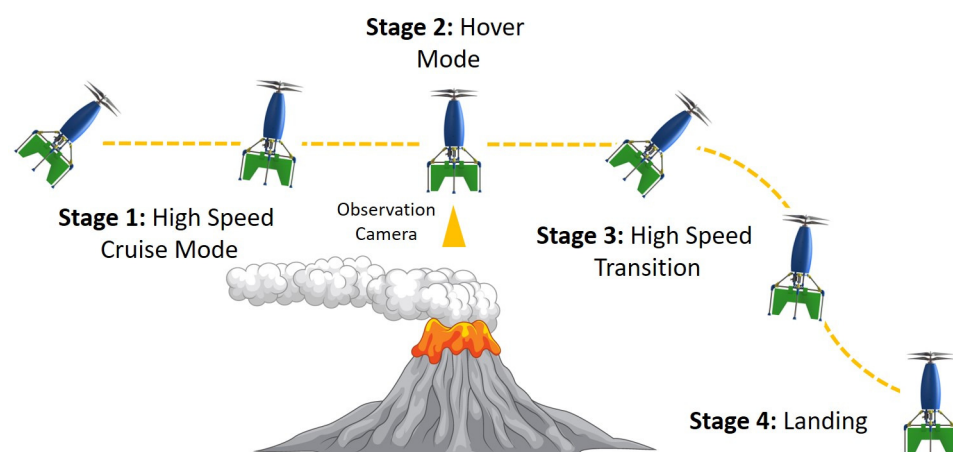 Stage 2: Hover
Mode
Stage 1: High Speed
Cruise Mode
Observation
Camera
Stage 3: High Speed
Transition
Stage 4: Landing